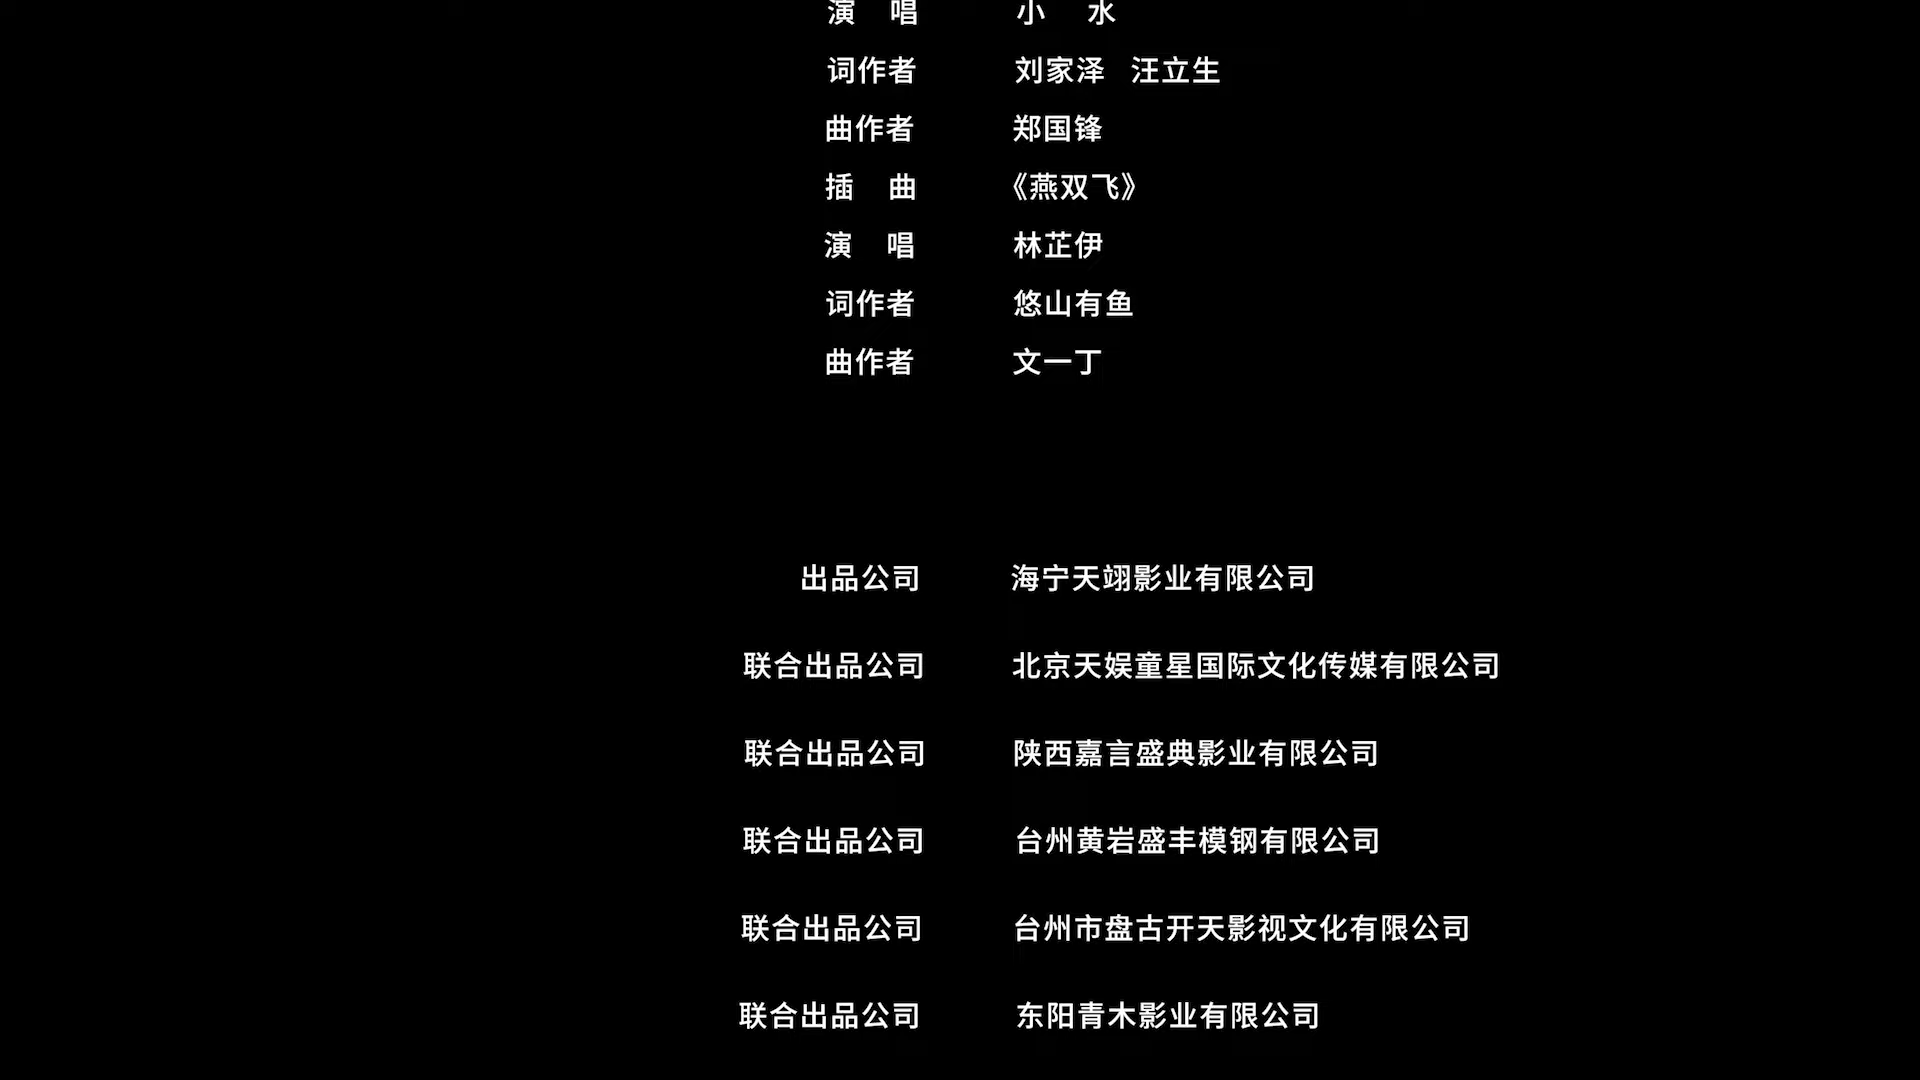 演 唱 小 水
词作者 刘家泽 汪立生
曲作者 郑国锋
插 曲 《燕双飞》
演 唱 林芷伊
词作者 悠山有鱼
曲作者 文一丁
出品公司 海宁天翊影业有限公司
联合出品公司 北京天娱童星国际文化传媒有限公司
联合出品公司 陕西嘉言盛典影业有限公司
联合出品公司 台州黄岩盛丰模钢有限公司
联合出品公司 台州市盘古开天影视文化有限公司
联合出品公司 东阳青木影业有限公司